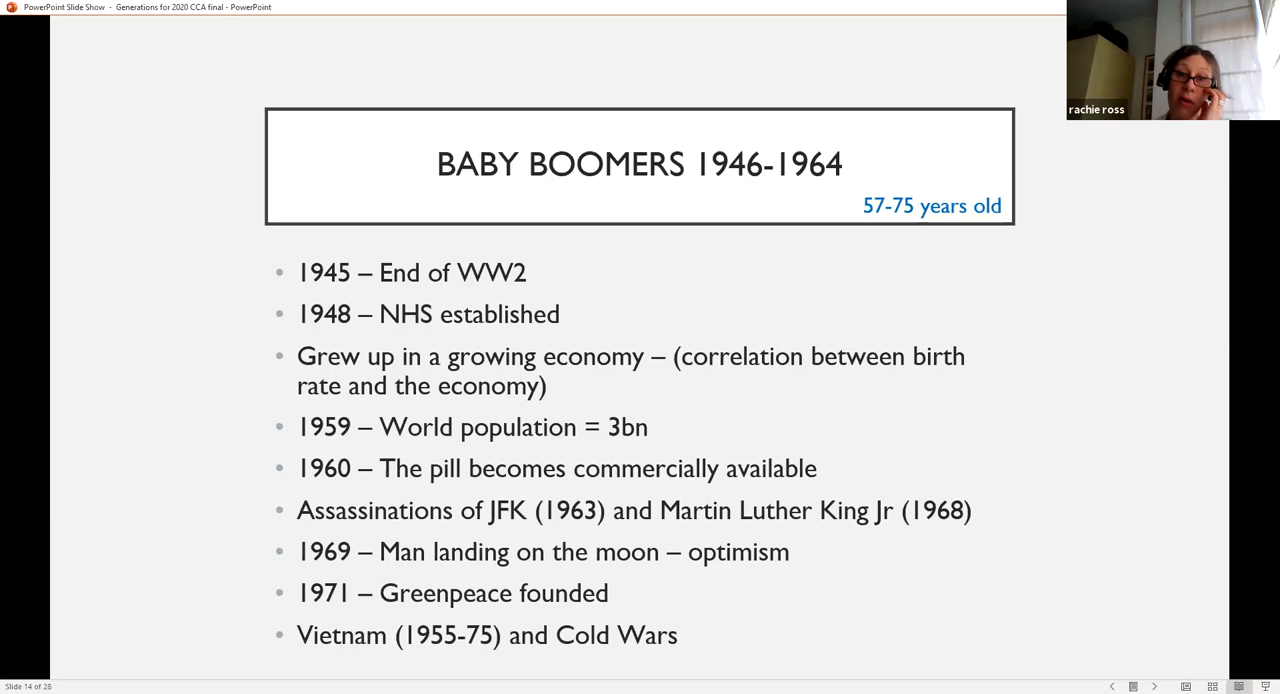 PowerPoint Slide Show - Generations for 2020 CCA final - PowerPoint
rachie ross
BABY BOOMERS 1946-1964
57-75 years old
• 1945 – End of WW2
• 1948 – NHS established
• Grew up in a growing economy – (correlation between birth
rate and the economy)
• 1959 – World population = 3bn
• 1960 – The pill becomes commercially available
• Assassinations of JFK (1963) and Martin Luther King Jr (1968)
• 1969 – Man landing on the moon – optimism
• 1971 – Greenpeace founded
• Vietnam (1955-75) and Cold Wars
Slide 14 of 28